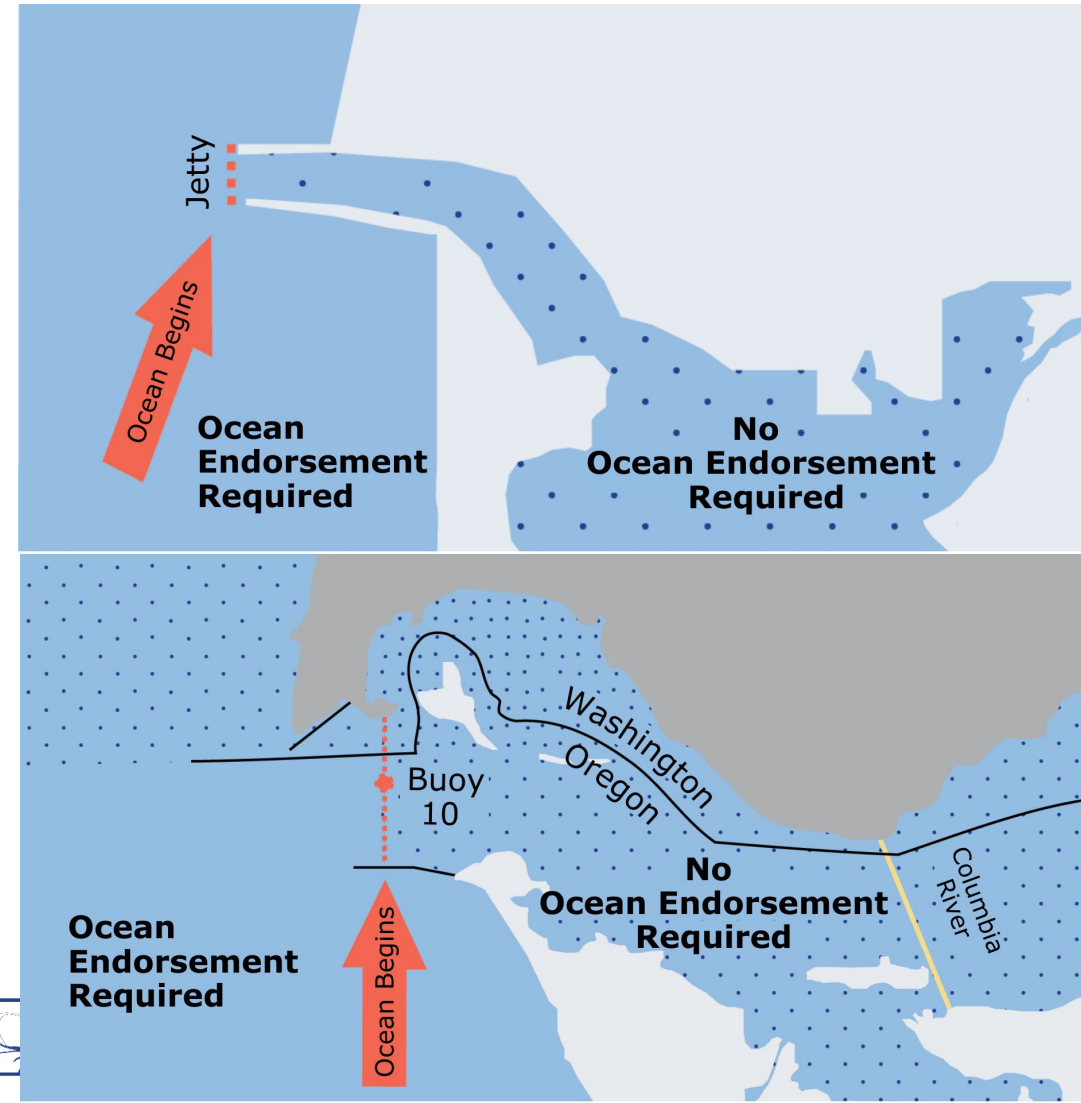 Jetty
Ocean Begins
Ocean
Endorsement
Required
No
Ocean Endorsement
Required
Washington
Oregon
Buoy
10
No
Ocean Endorsement
Required
Columbia
River
Ocean
Endorsement
Required
Ocean Begins